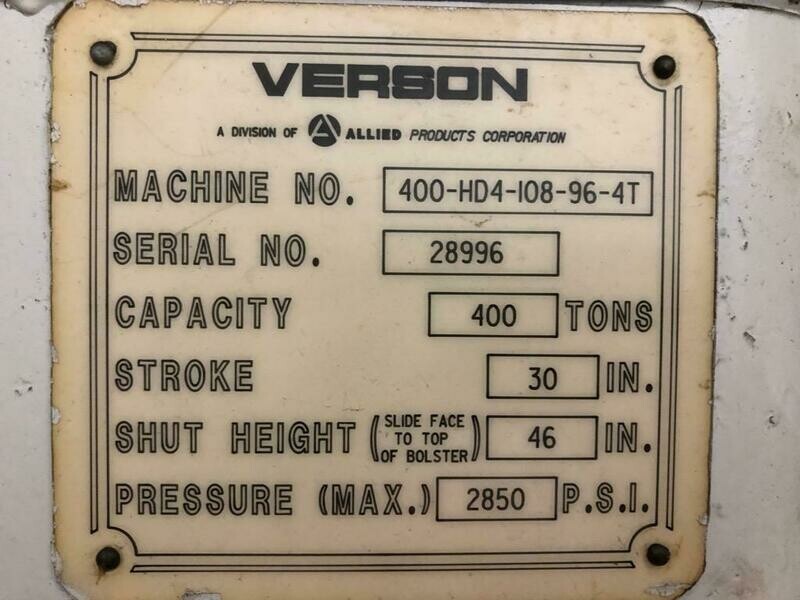 VERSON
A DIVISION OF ALLIED PRODUCTS CORPORATION
MACHINE NO. 400-HD4-108-96-4T
SERIAL NO. 28996
CAPACITY 400 TONS
STROKE 30 IN.
SHUT HEIGHT (SLIDE FACE TO TOP OF BOLSTER) 46 IN.
PRESSURE (MAX.) 2850 P.S.I.